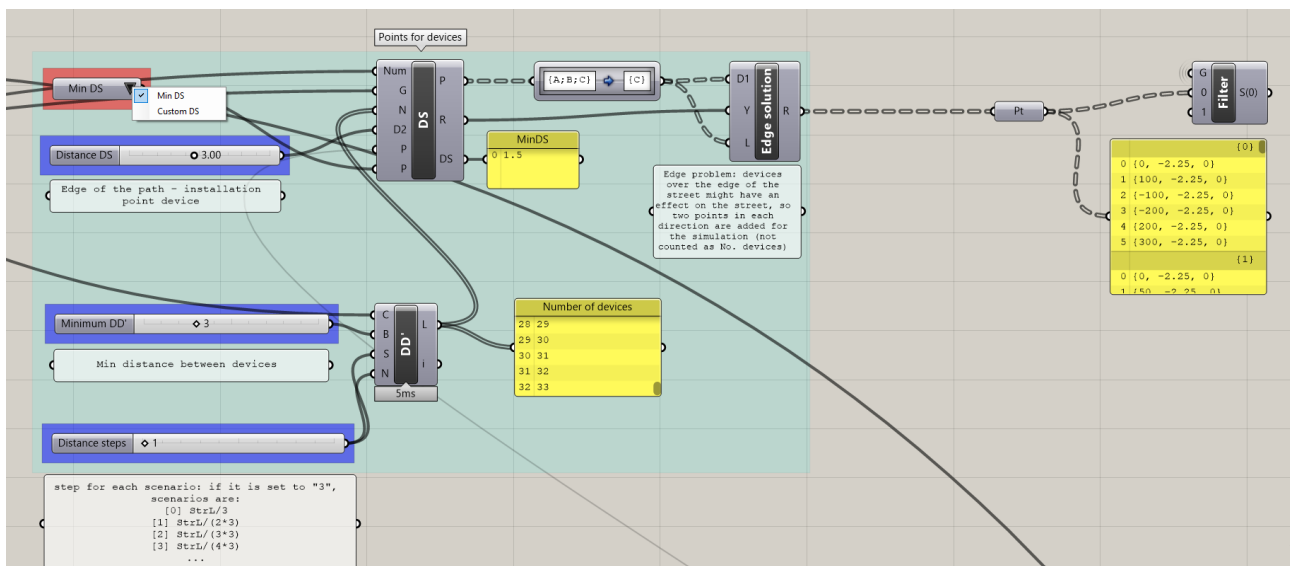 Points for devices
Min DS
Min DS
Custom DS
Num
G
N
D2
P
p
DS
P
R
DS
{A;B;C}
{C}
D1
Y
L
Edge solution
R
Pt
G
0
1
Filter
S(0)
Distance DS
3.00
Edge of the path - installation
point device
MinDS
0 1.5
Edge problem: devices
over the edge of the
street might have an
effect on the street, so
two points in each
direction are added for
the simulation (not
counted as No. devices)
{0}
0 {0, -2.25, 0}
1 {100, -2.25, 0}
2 {-100, -2.25, 0}
3 {-200, -2.25, 0}
4 {200, -2.25, 0}
5 {300, -2.25, 0}
{1}
0 {0, -2.25, 0}
1 {50, -2.25, 0}
Minimum DD'
3
Min distance between devices
C
B
S
N
DD'
L
i
5ms
Number of devices
28 29
29 30
30 31
31 32
32 33
Distance steps
1
step for each scenario: if it is set to "3",
scenarios are:
[0] StrL/3
[1] StrL/(2*3)
[2] StrL/(3*3)
[3] StrL/(4*3)
...